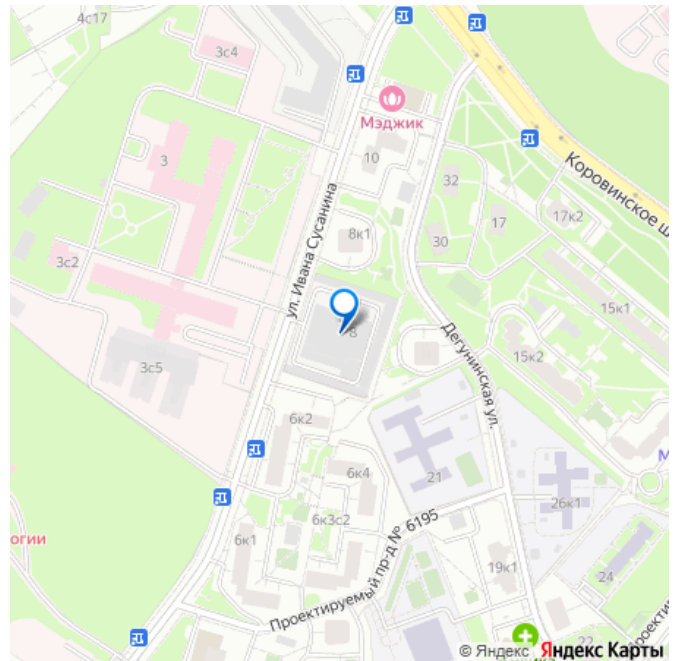 4с17
3с4
Мэджик
3
10
Коровинское ш
32
17
17к2
ул. Ивана Сусанина
8к1
30
3с2
15к1
8
Дегунинская ул.
15к2
3с5
6к2
М
6к4
21
26к1
огии
6к1
6к3с2
Проектируемый пр-д № 6195
19к1
24
22
© Яндекс Яндекс Карты